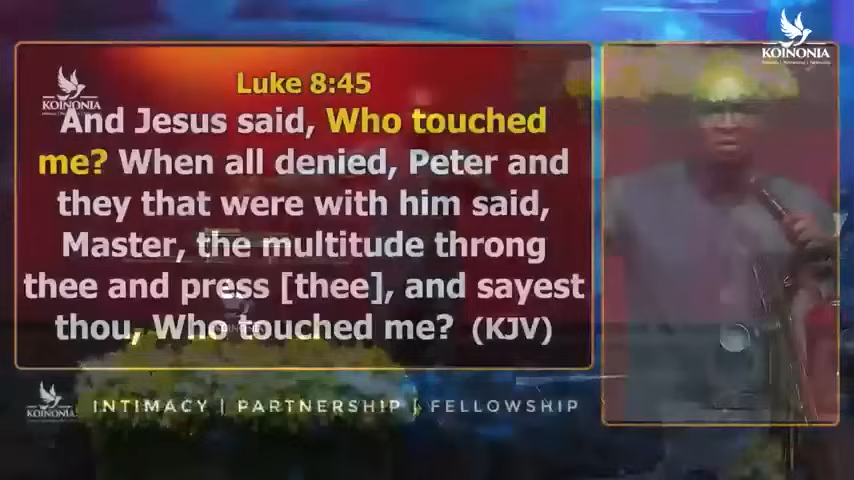 KOINONIA
Luke 8:45
KOINONIA
And Jesus said, Who touched
me? When all denied, Peter and
they that were with him said,
Master, the multitude throng
thee and press [thee], and sayest
thou, Who touched me? (KJV)
KOINONIA
INTIMACY | PARTNERSHIP | FELLOWSHIP